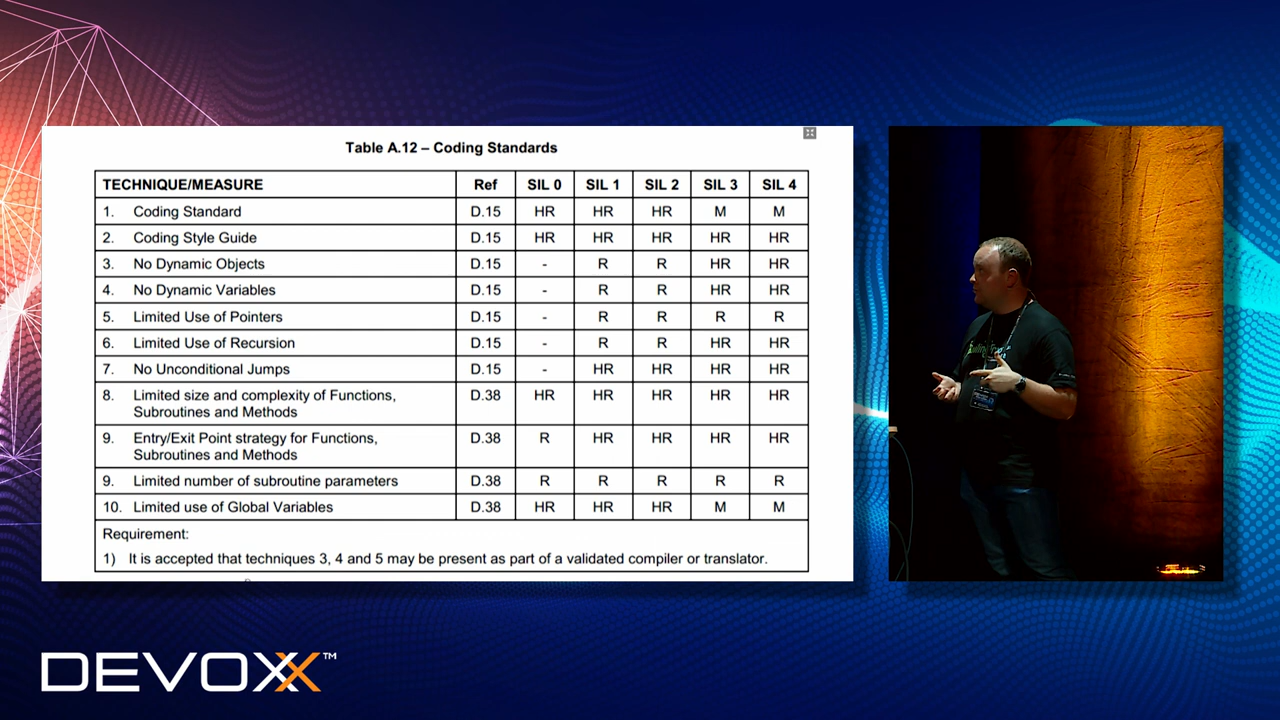 Table A.12 – Coding Standards
TECHNIQUE/MEASURE Ref SIL 0 SIL 1 SIL 2 SIL 3 SIL 4
1. Coding Standard D.15 HR HR HR M M
2. Coding Style Guide D.15 HR HR HR HR HR
3. No Dynamic Objects D.15 - R R HR HR
4. No Dynamic Variables D.15 - R R HR HR
5. Limited Use of Pointers D.15 - R R R R
6. Limited Use of Recursion D.15 - R R HR HR
7. No Unconditional Jumps D.15 - HR HR HR HR
8. Limited size and complexity of Functions, D.38 HR HR HR HR HR
Subroutines and Methods
9. Entry/Exit Point strategy for Functions, D.38 R HR HR HR HR
Subroutines and Methods
9. Limited number of subroutine parameters D.38 R R R R R
10. Limited use of Global Variables D.38 HR HR HR M M
Requirement:
1) It is accepted that techniques 3, 4 and 5 may be present as part of a validated compiler or translator.
DEVOXX™